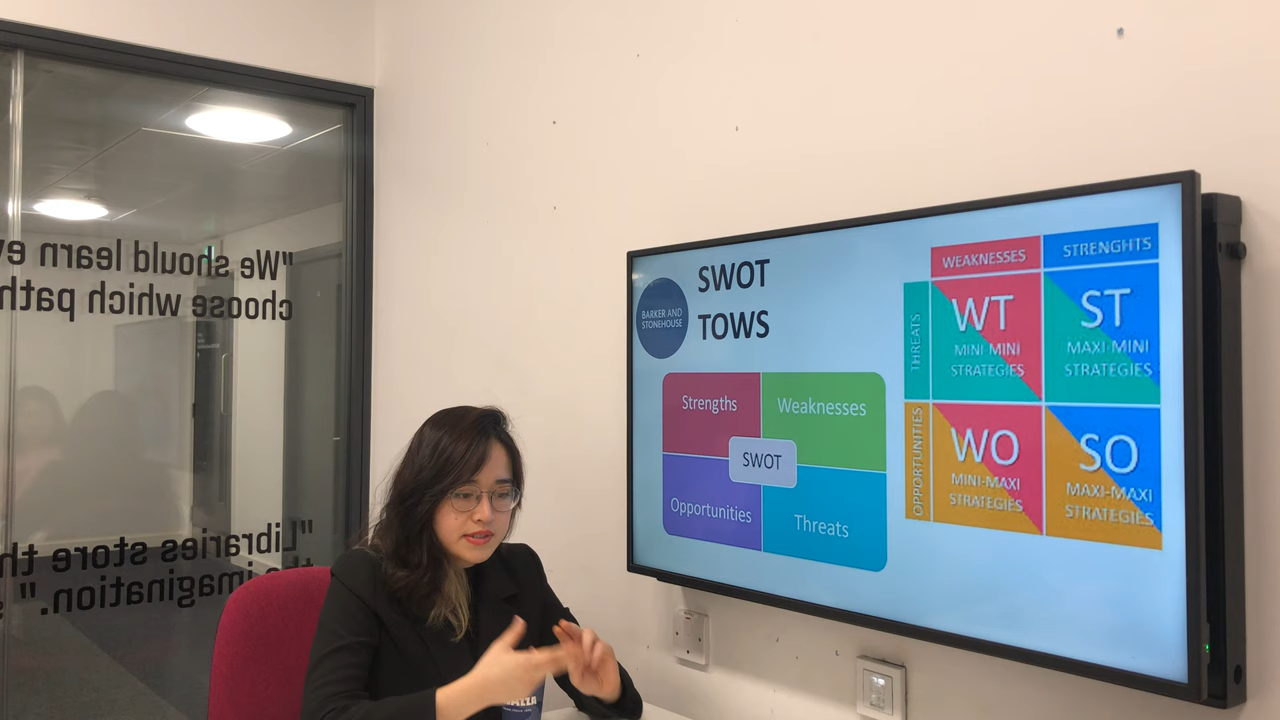 "We should learn ev
choose which path
"Libraries store th
the imagination."
SWOT
TOWS
BARKER AND
STONEHOUSE
Strengths
Weaknesses
SWOT
Opportunities
Threats
WEAKNESSES
STRENGHTS
THREATS
WT
MINI-MINI
STRATEGIES
ST
MAXI-MINI
STRATEGIES
OPPORTUNITIES
WO
MINI-MAXI
STRATEGIES
SO
MAXI-MAXI
STRATEGIES